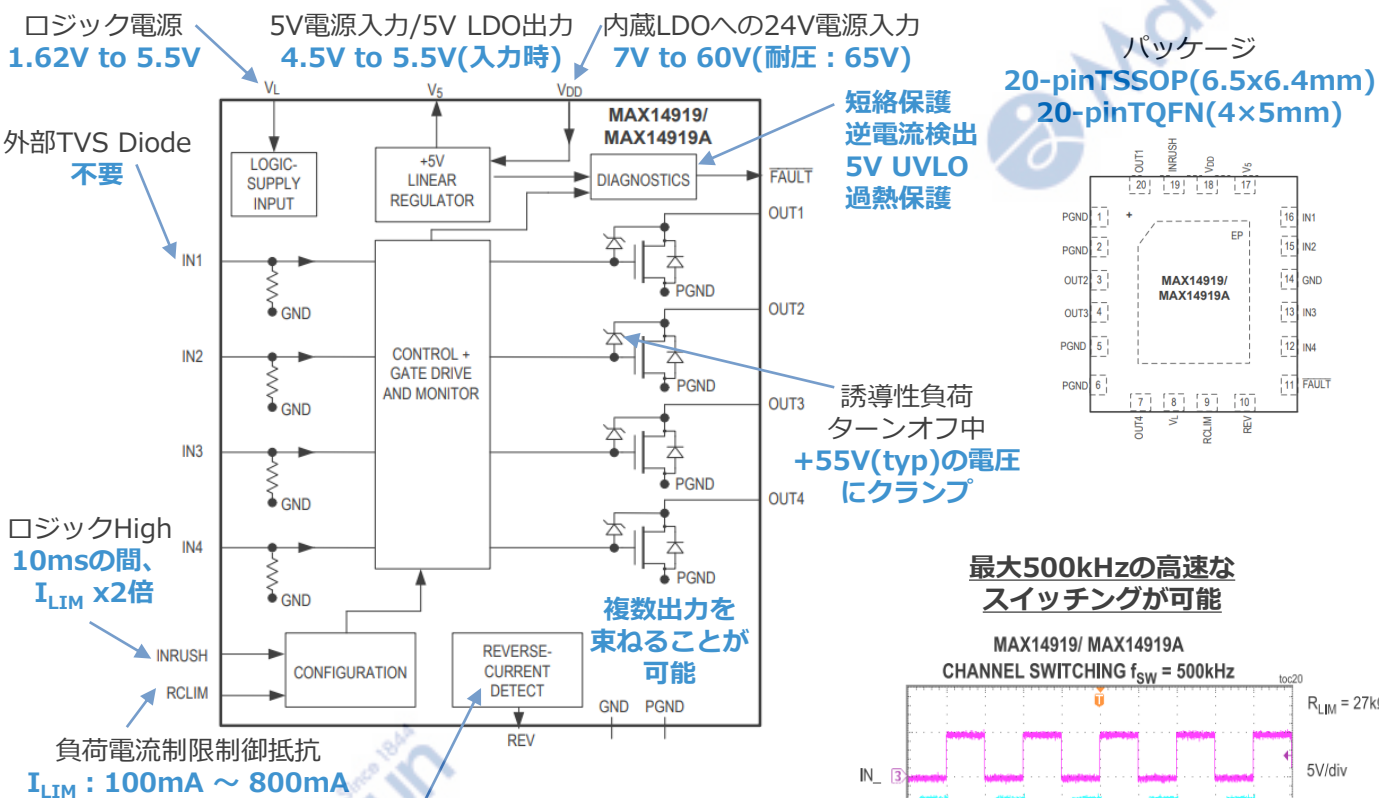 ロジック電源
1.62V to 5.5V
5V電源入力/5V LDO出力
4.5V to 5.5V(入力時)
内蔵LDOへの24V電源入力
7V to 60V(耐圧：65V)
パッケージ
20-pinTSSOP(6.5x6.4mm)
20-pinTQFN(4×5mm)
VL
V5
VDD
外部TVS Diode
不要
MAX14919/
MAX14919A
LOGIC-
SUPPLY
INPUT
+5V
LINEAR
REGULATOR
DIAGNOSTICS
FAULT
短絡保護
逆電流検出
5V UVLO
過熱保護
OUT1
IN1
GND
PGND
OUT2
IN2
GND
CONTROL +
GATE DRIVE
AND MONITOR
PGND
OUT3
IN3
GND
PGND
OUT4
IN4
GND
PGND
誘導性負荷
ターンオフ中
+55V(typ)の電圧
にクランプ
ロジックHigh
10msの間、
ILIM x2倍
複数出力を
束ねることが
可能
INRUSH
RCLIM
CONFIGURATION
REVERSE-
CURRENT
DETECT
GND PGND
REV
負荷電流制限制御抵抗
ILIM：100mA ～ 800mA
OUT1 INRUSH VDD V5
20 19 18 17
PGND 1 +
PGND 2
OUT2 3
OUT3 4
PGND 5
PGND 6
EP
MAX14919/
MAX14919A
16 IN1
15 IN2
14 GND
13 IN3
12 IN4
11 FAULT
7 8 9 10
OUT4 VL RCLIM REV
最大500kHzの高速な
スイッチングが可能
MAX14919/ MAX14919A
CHANNEL SWITCHING fSW = 500kHz
toc20
T
RLIM = 27k
IN_ 3
5V/div
since 1844